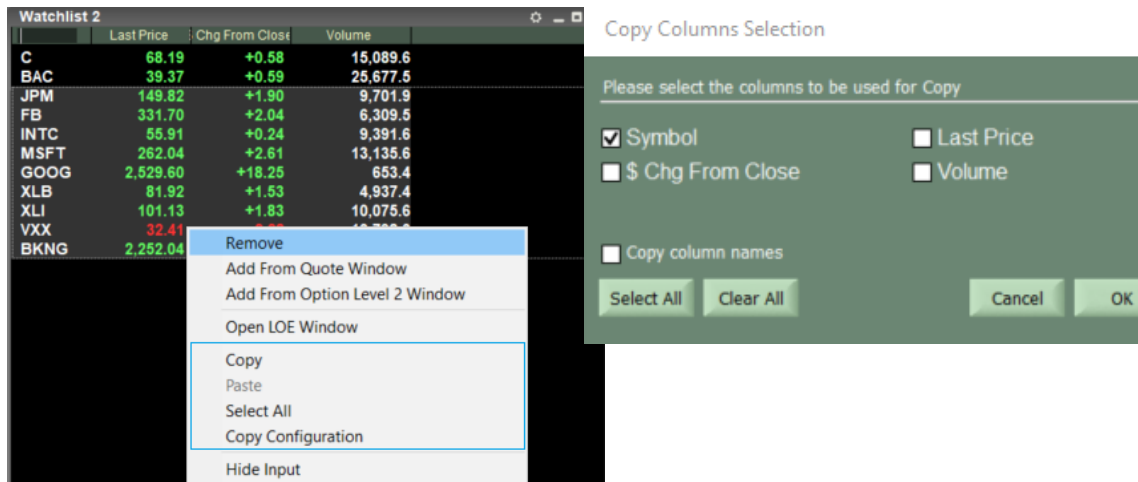 Watchlist 2
Last Price $ Chg From Close Volume
C 68.19 +0.58 15,089.6
BAC 39.37 +0.59 25,677.5
JPM 149.82 +1.90 9,701.9
FB 331.70 +2.04 6,309.5
INTC 55.91 +0.24 9,391.6
MSFT 262.04 +2.61 13,135.6
GOOG 2,529.60 +18.25 653.4
XLB 81.92 +1.53 4,937.4
XLI 101.13 +1.83 10,075.6
VXX 32.41
BKNG 2,252.04
Remove
Add From Quote Window
Add From Option Level 2 Window
Open LOE Window
Copy
Paste
Select All
Copy Configuration
Hide Input
Copy Columns Selection
Please select the columns to be used for Copy
Symbol Last Price
$ Chg From Close Volume
Copy column names
Select All Clear All Cancel OK